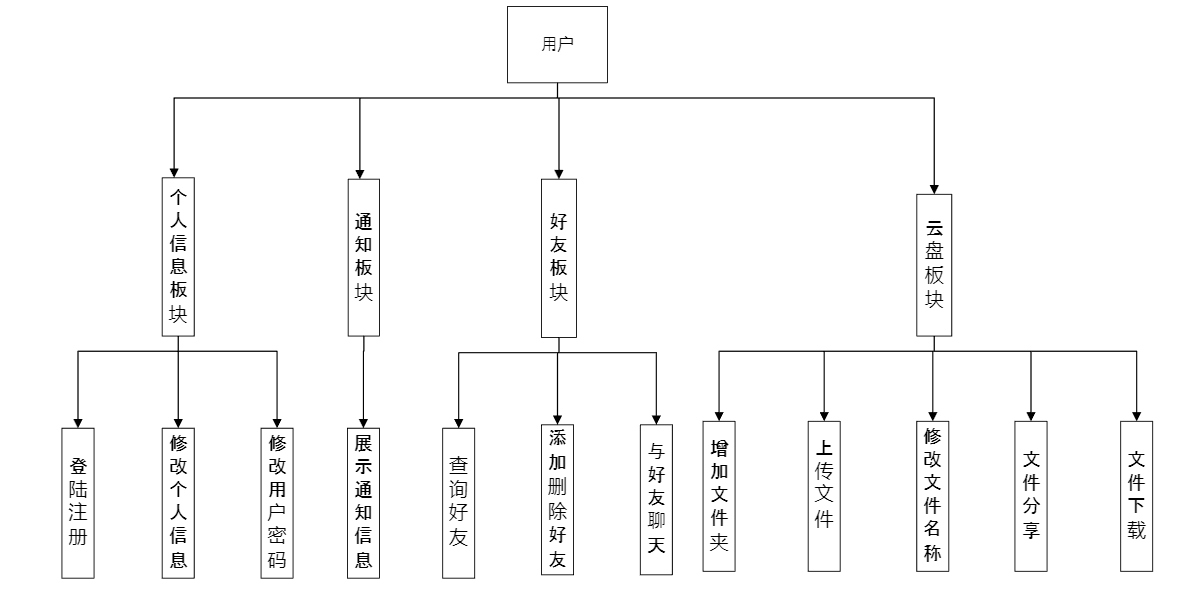 用户
个人信息板块
通知板块
好友板块
云盘板块
登陆注册
修改个人信息
修改用户密码
展示通知信息
查询好友
添加删除好友
与好友聊天
增加文件夹
上传文件
修改文件名称
文件分享
文件下载